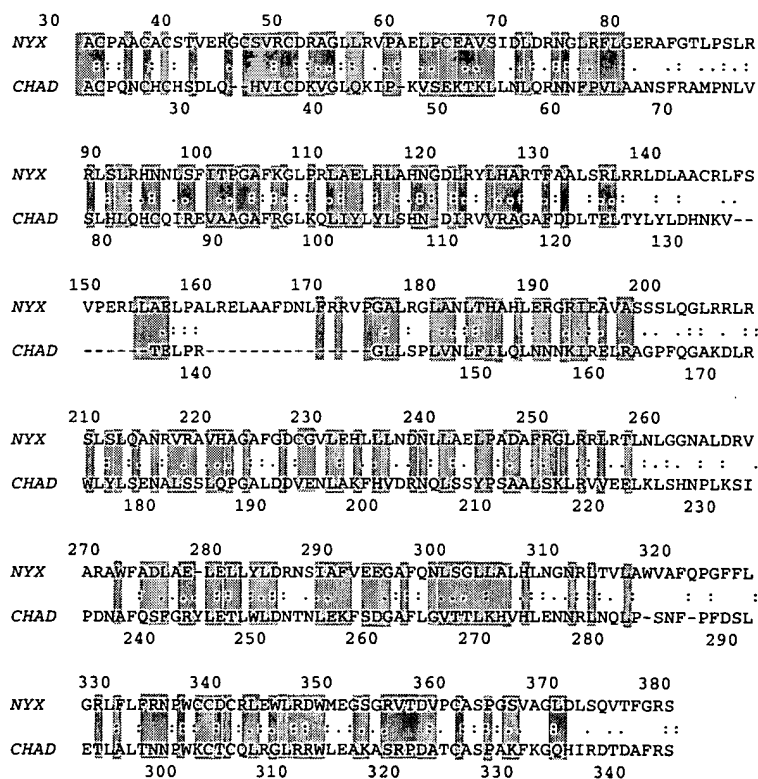 30 40 50 60 70 80
NYX ACPAACACSTVERGCSVRCDRAGLLRVPAELPCEAVSIDLDRNGLRFLGERAFGTLPSLR
CHAD ACPQNCHCHSDLQ--HVICDKVGLQKIP-KVSEKTKLLNLQRNNFPVLAANSFRAMPNLV
30 40 50 60 70
90 100 110 120 130 140
NYX RLSLRHNNLSFITPGAFKGLPRLAELRLAHNGDLRYLHARTFAALSRLRRLDLAACRLFS
CHAD SLHLQHCQIREVAAGAFRGLKQLIYLYLSHN-DIRVVRAGAFDDLTELTYLYLDHNKV--
80 90 100 110 120 130
150 160 170 180 190 200
NYX VPERLLAELPALRELAAFDNLFRRVPGALRGLANLTHAHLERGRIEAVASSSLQGLRRLR
CHAD -------TELPR---------------GLLSPLVNLFILQLNNNKIRELRAGPFQGAKDLR
140 150 160 170
210 220 230 240 250 260
NYX SLSLQANRVRAVHAGAFGDCGVLEHLLLNDNLLAELPADAFRGLRRLRTLNLGGNALDRV
CHAD WLYLSENALSSLQPGALDDVENLAKFHVDRNQLSSYPSAALSKLRVVEELKLSHNPLKSI
180 190 200 210 220 230
270 280 290 300 310 320
NYX ARAWFADLAE-LELLYLDRNSIAFVEEGAFQNLSGLLALHLNGNRLTVLAWVAFQPGFFL
CHAD PDNAFQSFGRYLETLWLDNTNLEKFSDGAFLGVTTLKHVHLENNRLNQLP-SNF-PFDSL
240 250 260 270 280 290
330 340 350 360 370 380
NYX GRLFLFRNPWCCDCRLEWLRDWMEGSGRVTDVPCASPGSVAGLDLSQVTFGRS
CHAD ETLALTNNPWKCTCQLRGLRRWLEAKASRPDATCASPAKFKGQHIRDTDAFRS
300 310 320 330 340